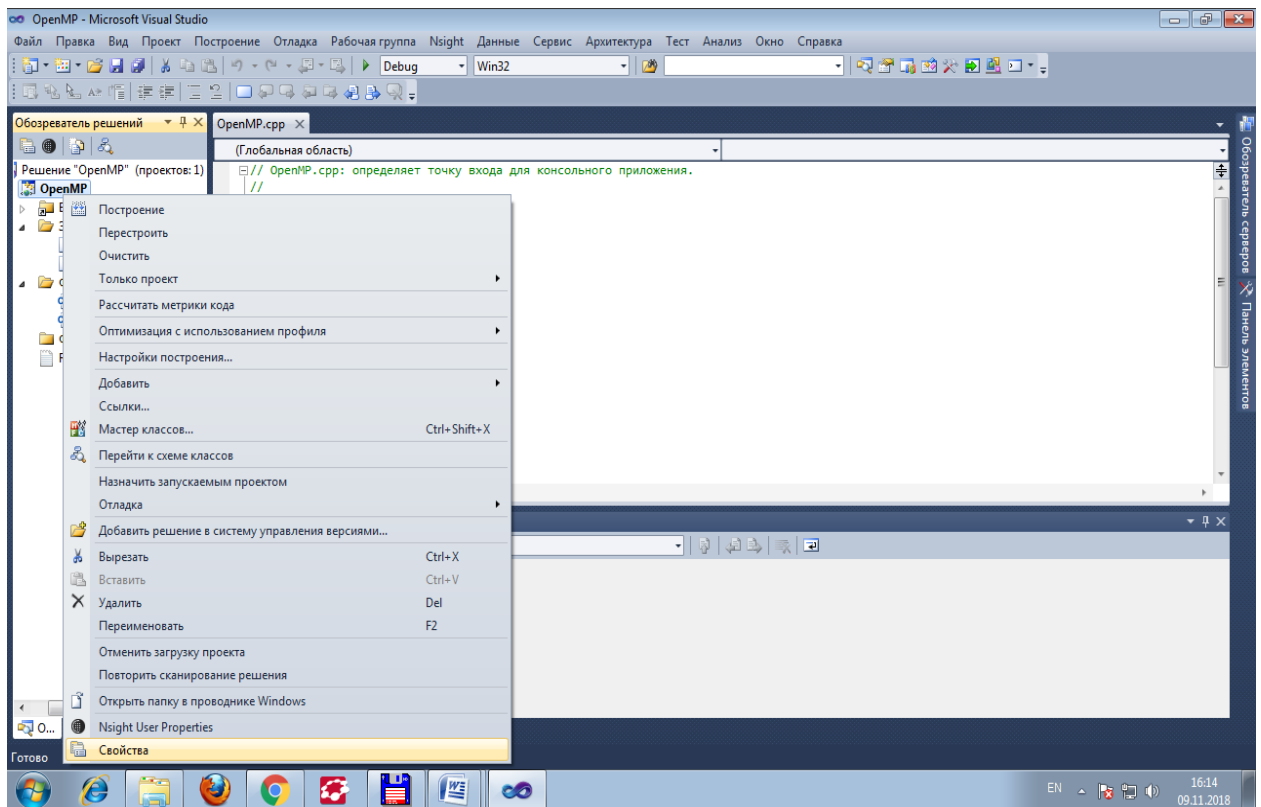 OpenMP - Microsoft Visual Studio
Файл Правка Вид Проект Построение Отладка Рабочая группа Nsight Данные Сервис Архитектура Тест Анализ Окно Справка
Debug Win32
Обозреватель решений
OpenMP.cpp
(Глобальная область)
Решение "OpenMP" (проектов: 1)
// OpenMP.cpp: определяет точку входа для консольного приложения.
OpenMP
//
Построение
Перестроить
Очистить
Только проект
Рассчитать метрики кода
Оптимизация с использованием профиля
Настройки построения...
Добавить
Ссылки...
Мастер классов... Ctrl+Shift+X
Перейти к схеме классов
Назначить запускаемым проектом
Отладка
Добавить решение в систему управления версиями...
Вырезать Ctrl+X
Вставить Ctrl+V
Удалить Del
Переименовать F2
Отменить загрузку проекта
Повторить сканирование решения
Открыть папку в проводнике Windows
Nsight User Properties
Свойства
О...
Готово
Обозреватель серверов
Панель элементов
EN
16:14
09.11.2018